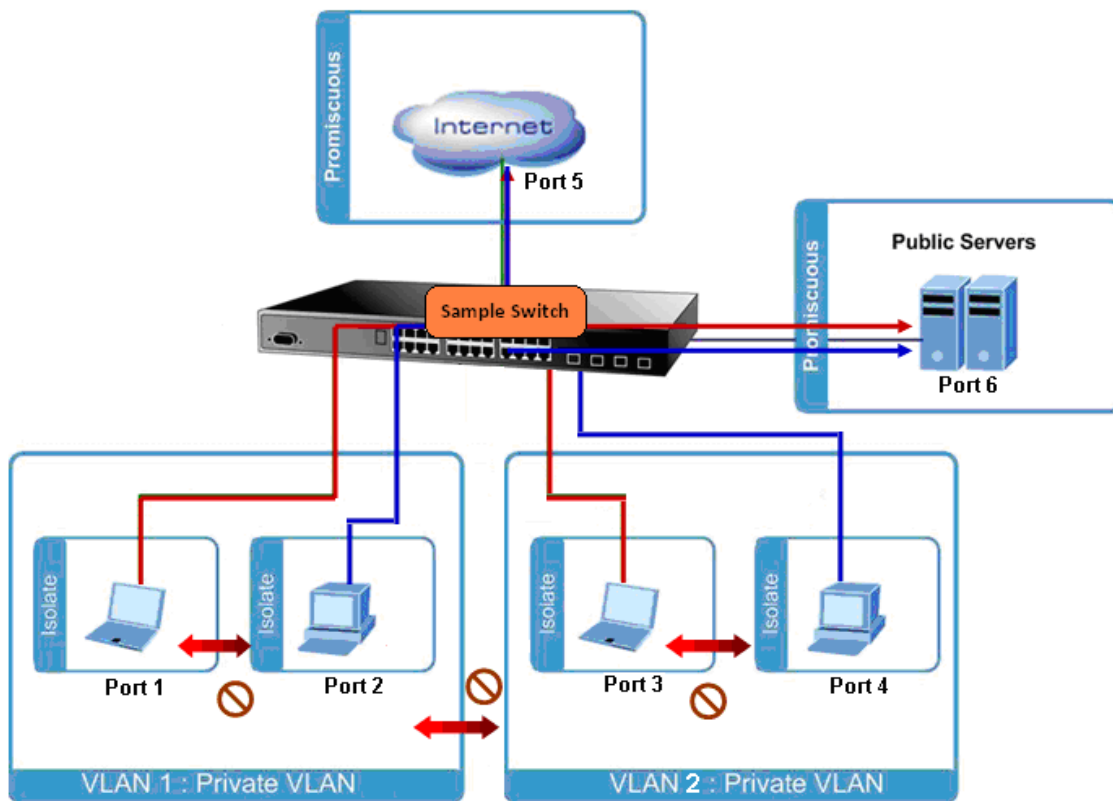 Promiscuous
Internet
Port 5
Promiscuous
Public Servers
Port 6
Sample Switch
Isolate
Port 1
Isolate
Port 2
Isolate
Port 3
Isolate
Port 4
VLAN 1 : Private VLAN
VLAN 2 : Private VLAN